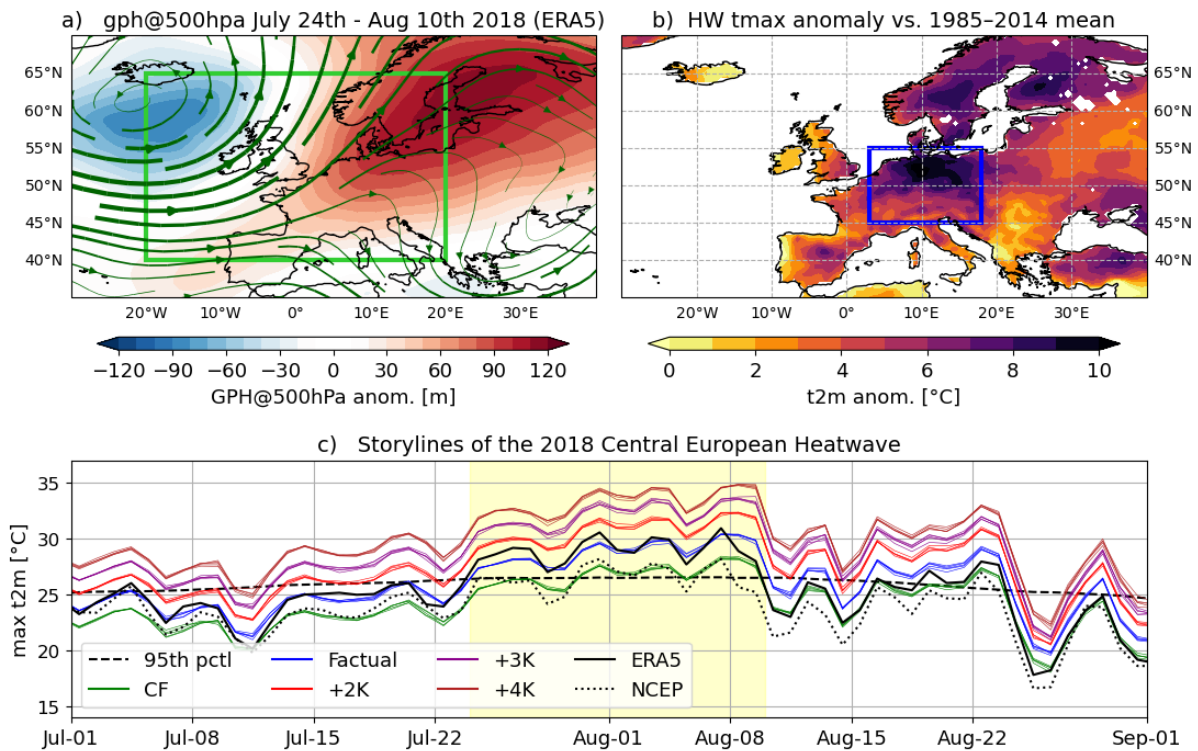 a)   gph@500hpa July 24th - Aug 10th 2018 (ERA5)
b)  HW tmax anomaly vs. 1985–2014 mean
65°N
60°N
55°N
50°N
45°N
40°N
65°N
60°N
55°N
50°N
45°N
40°N
20°W 10°W 0° 10°E 20°E 30°E
20°W 10°W 0° 10°E 20°E 30°E
−120 −90 −60 −30 0 30 60 90 120
GPH@500hPa anom. [m]
0 2 4 6 8 10
t2m anom. [°C]
c)   Storylines of the 2018 Central European Heatwave
max t2m [°C]
35
30
25
20
15
95th pctl Factual +3K ERA5
CF +2K +4K NCEP
Jul-01 Jul-08 Jul-15 Jul-22 Aug-01 Aug-08 Aug-15 Aug-22 Sep-01